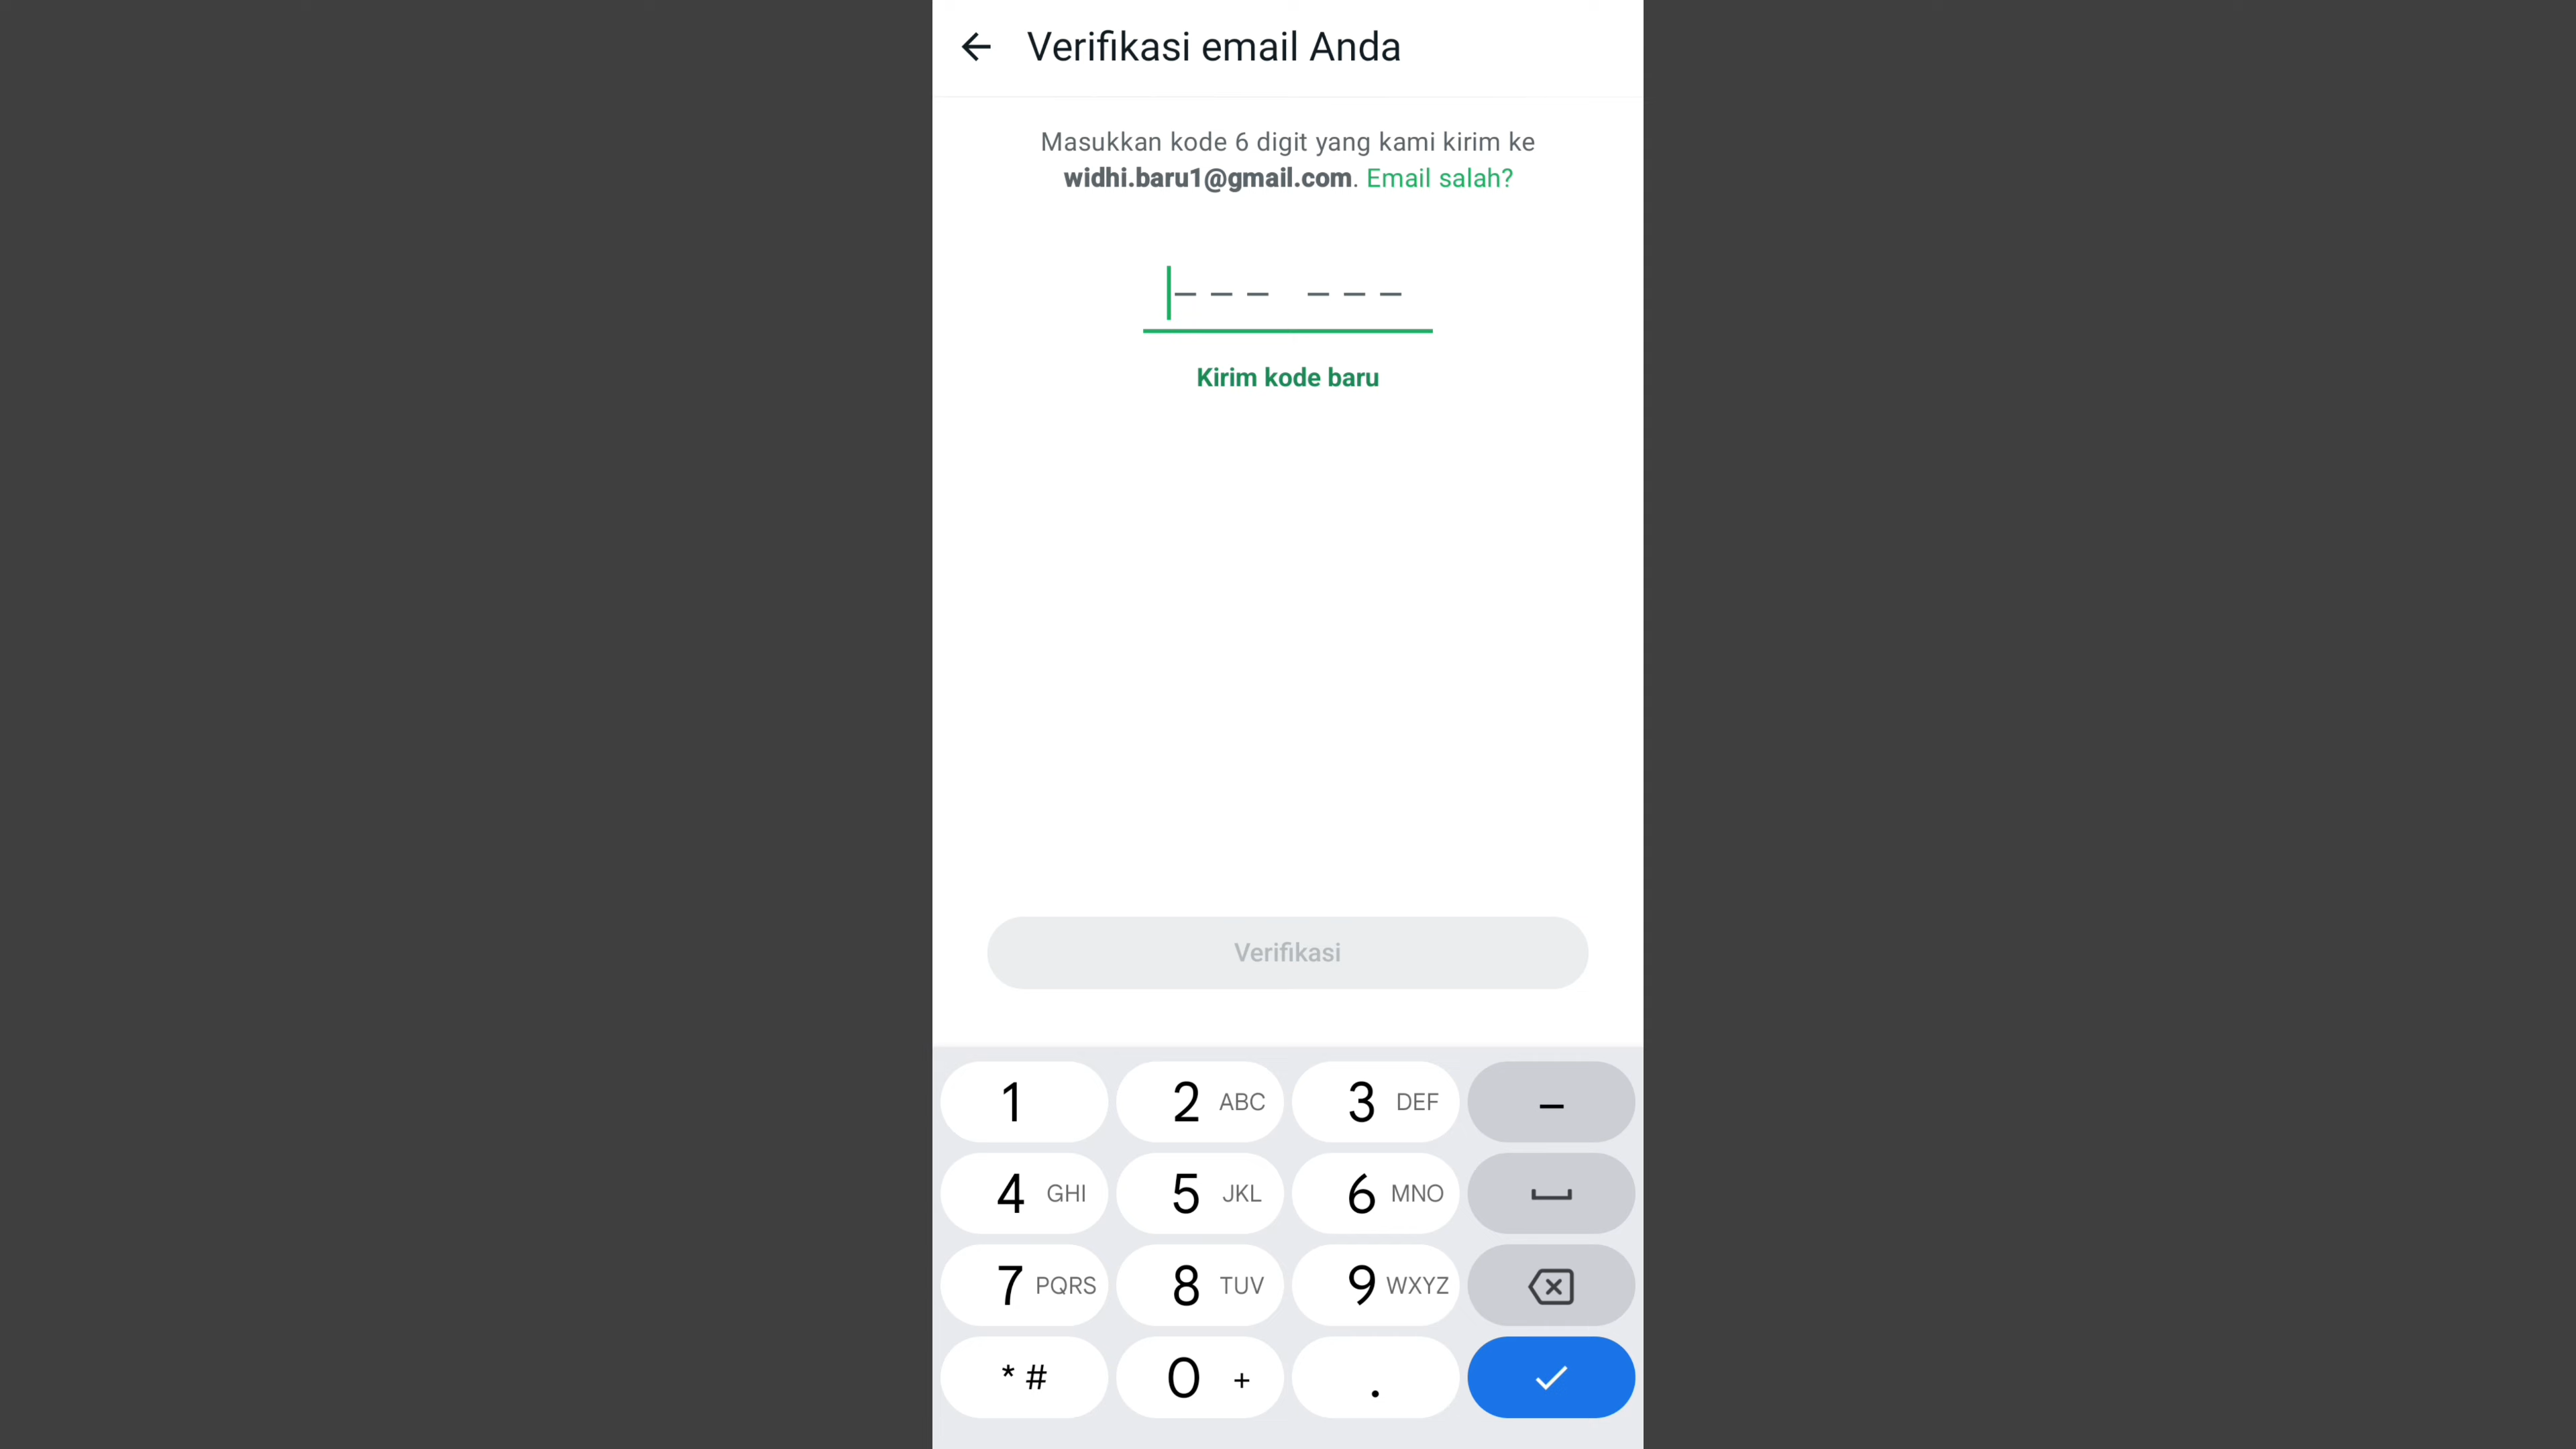 Verifikasi email Anda
Masukkan kode 6 digit yang kami kirim ke
widhi.baru1@gmail.com. Email salah?
– – – – – –
Kirim kode baru
Verifikasi
1 2 ABC 3 DEF –
4 GHI 5 JKL 6 MNO
7 PQRS 8 TUV 9 WXYZ
* # 0 + .